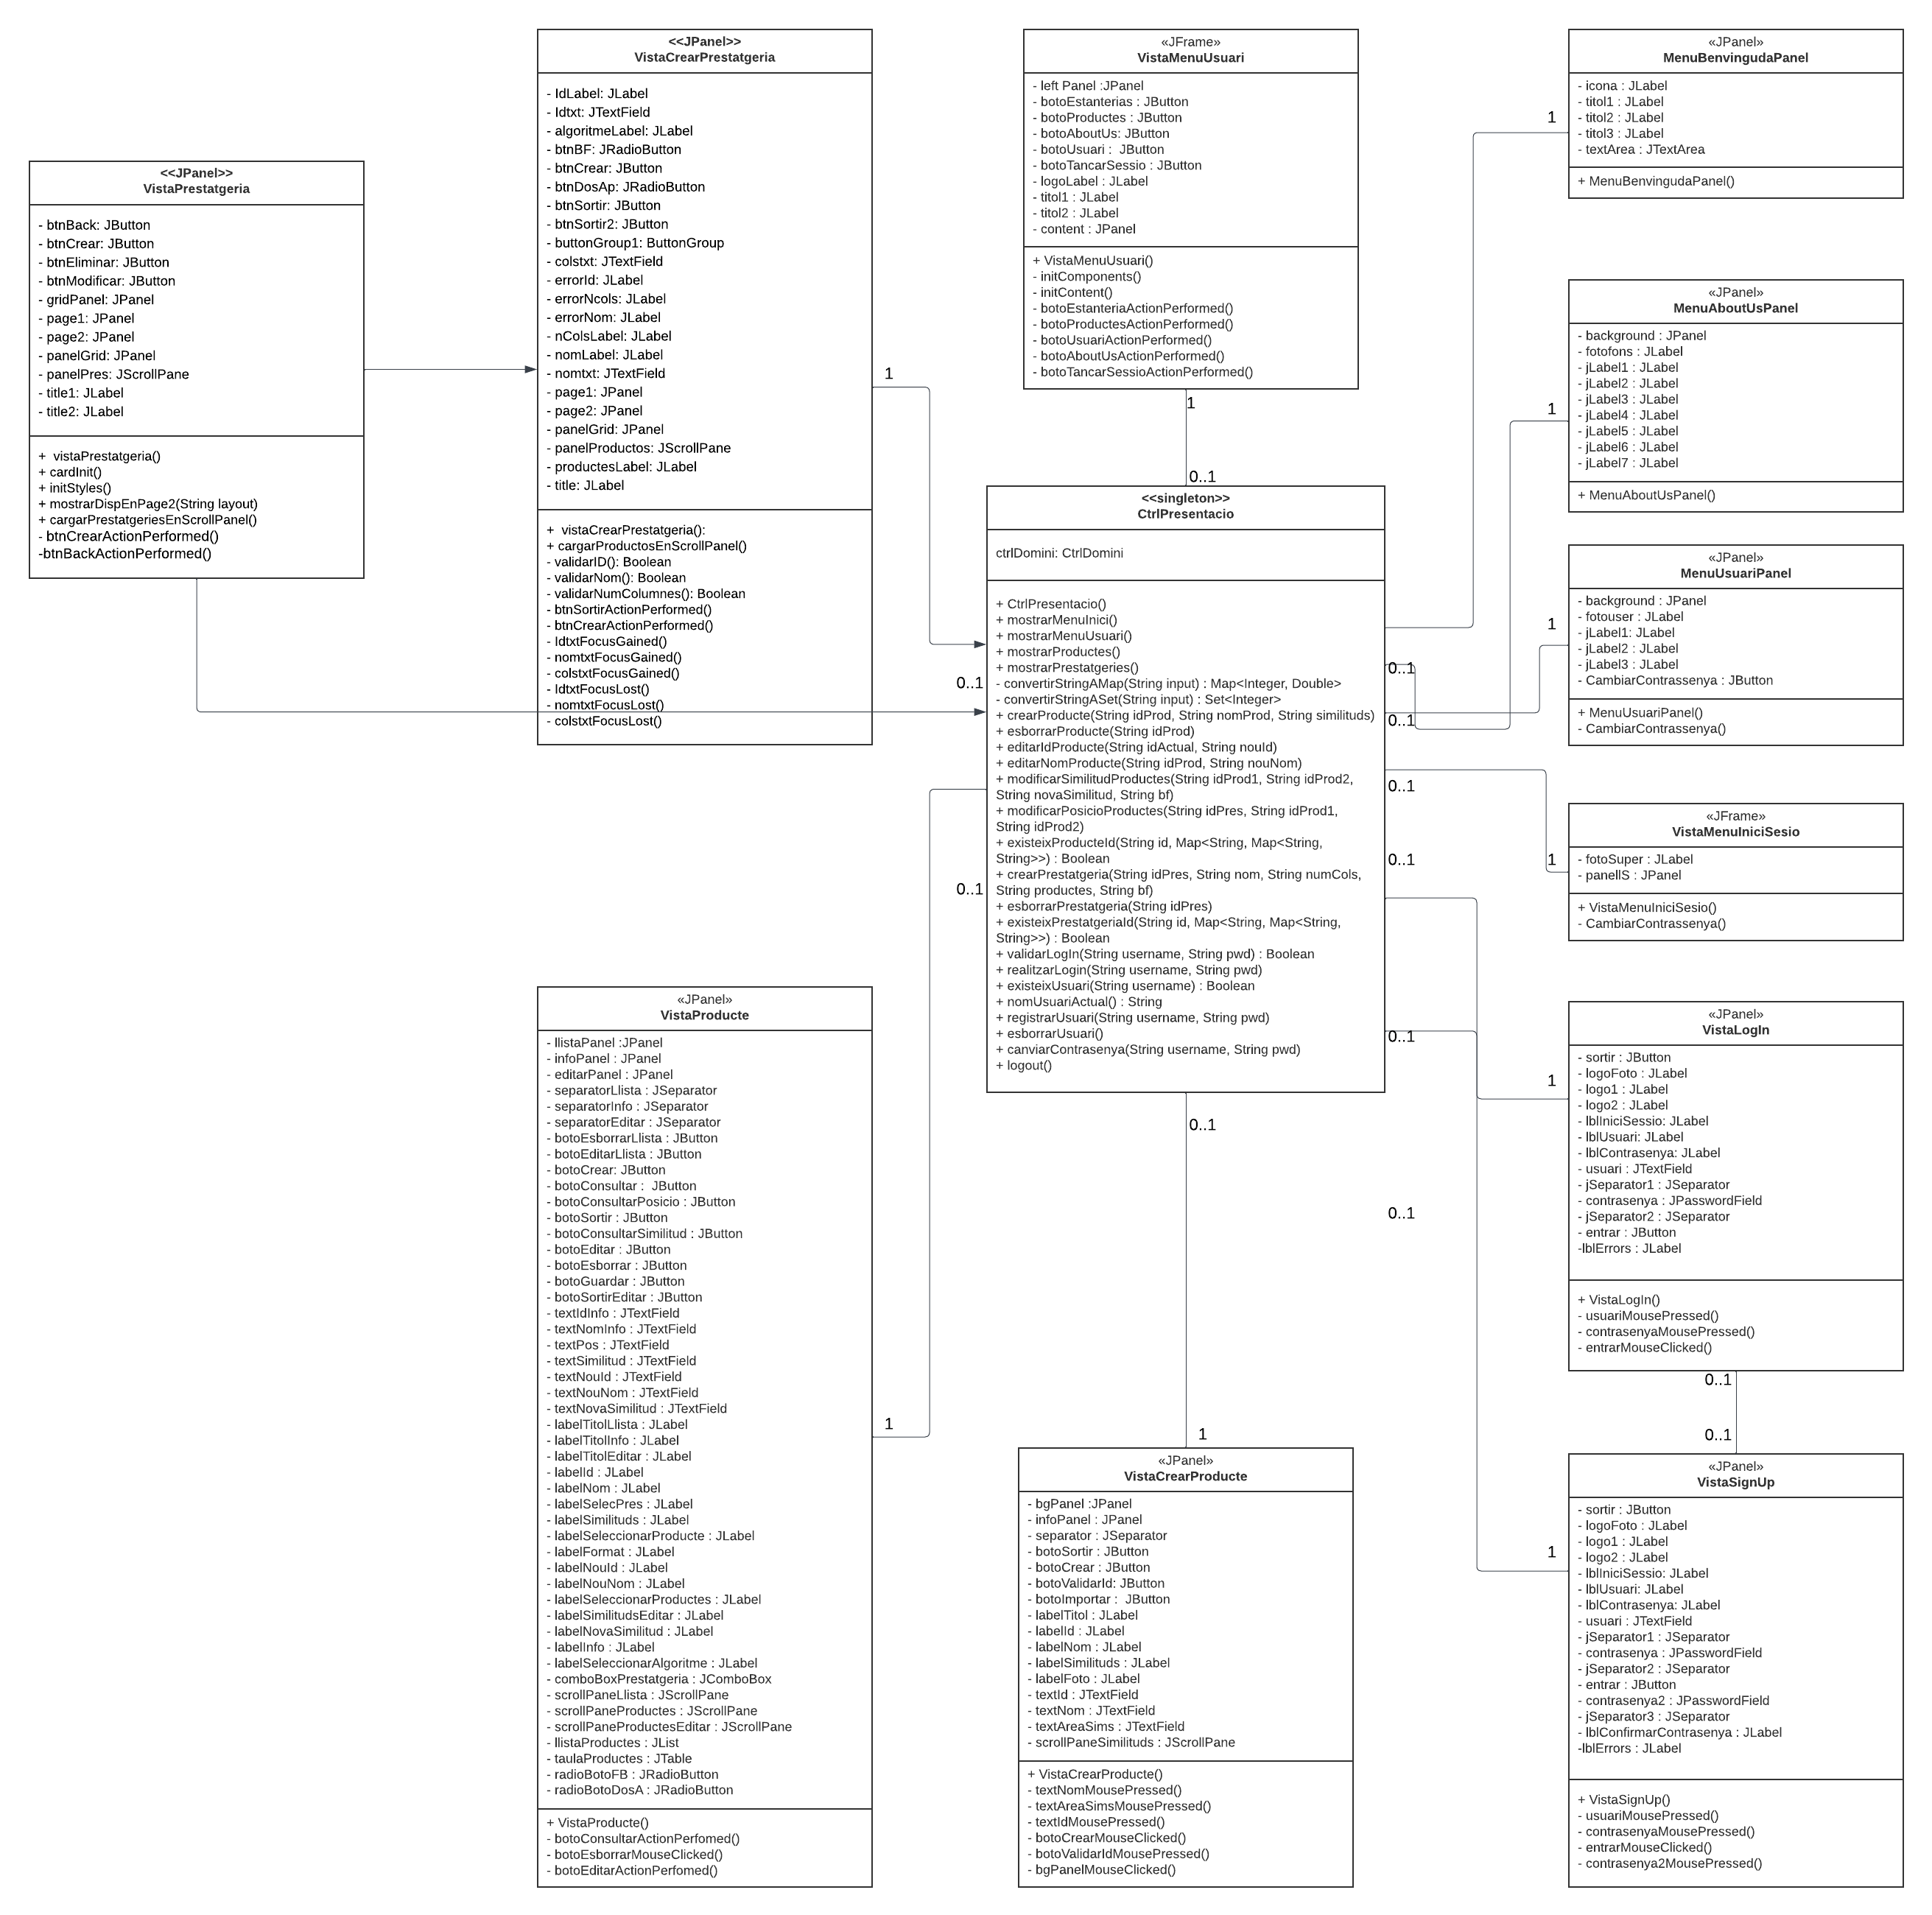 <<JPanel>>
VistaPrestatgeria
- btnBack: JButton
- btnCrear: JButton
- btnEliminar: JButton
- btnModificar: JButton
- gridPanel: JPanel
- page1: JPanel
- page2: JPanel
- panelGrid: JPanel
- panelPres: JScrollPane
- title1: JLabel
- title2: JLabel
+  vistaPrestatgeria()
+ cardInit()
+ initStyles()
+ mostrarDispEnPage2(String layout)
+ cargarPrestatgeriesEnScrollPanel()
- btnCrearActionPerformed()
-btnBackActionPerformed()
<<JPanel>>
VistaCrearPrestatgeria
- IdLabel: JLabel
- Idtxt: JTextField
- algoritmeLabel: JLabel
- btnBF: JRadioButton
- btnCrear: JButton
- btnDosAp: JRadioButton
- btnSortir: JButton
- btnSortir2: JButton
- buttonGroup1: ButtonGroup
- colstxt: JTextField
- errorId: JLabel
- errorNcols: JLabel
- errorNom: JLabel
- nColsLabel: JLabel
- nomLabel: JLabel
- nomtxt: JTextField
- page1: JPanel
- page2: JPanel
- panelGrid: JPanel
- panelProductos: JScrollPane
- productesLabel: JLabel
- title: JLabel
+  vistaCrearPrestatgeria():
+ cargarProductosEnScrollPanel()
- validarID(): Boolean
- validarNom(): Boolean
- validarNumColumnes(): Boolean
- btnSortirActionPerformed()
- btnCrearActionPerformed()
- IdtxtFocusGained()
- nomtxtFocusGained()
- colstxtFocusGained()
- IdtxtFocusLost()
- nomtxtFocusLost()
- colstxtFocusLost()
1
0..1
«JFrame»
VistaMenuUsuari
- left Panel :JPanel
- botoEstanterias : JButton
- botoProductes : JButton
- botoAboutUs: JButton
- botoUsuari :  JButton
- botoTancarSessio : JButton
- logoLabel : JLabel
- titol1 : JLabel
- titol2 : JLabel
- content : JPanel
+ VistaMenuUsuari()
- initComponents()
- initContent()
- botoEstanteriaActionPerformed()
- botoProductesActionPerformed()
- botoUsuariActionPerformed()
- botoAboutUsActionPerformed()
- botoTancarSessioActionPerformed()
1
0..1
<<singleton>>
CtrlPresentacio
ctrlDomini: CtrlDomini
+ CtrlPresentacio()
+ mostrarMenuInici()
+ mostrarMenuUsuari()
+ mostrarProductes()
+ mostrarPrestatgeries()
- convertirStringAMap(String input) : Map<Integer, Double>
- convertirStringASet(String input) : Set<Integer>
+ crearProducte(String idProd, String nomProd, String similituds)
+ esborrarProducte(String idProd)
+ editarIdProducte(String idActual, String nouId)
+ editarNomProducte(String idProd, String nouNom)
+ modificarSimilitudProductes(String idProd1, String idProd2,
String novaSimilitud, String bf)
+ modificarPosicioProductes(String idPres, String idProd1,
String idProd2)
+ existeixProducteId(String id, Map<String, Map<String,
String>>) : Boolean
+ crearPrestatgeria(String idPres, String nom, String numCols,
String productes, String bf)
+ esborrarPrestatgeria(String idPres)
+ existeixPrestatgeriaId(String id, Map<String, Map<String,
String>>) : Boolean
+ validarLogIn(String username, String pwd) : Boolean
+ realitzarLogin(String username, String pwd)
+ existeixUsuari(String username) : Boolean
+ nomUsuariActual() : String
+ registrarUsuari(String username, String pwd)
+ esborrarUsuari()
+ canviarContrasenya(String username, String pwd)
+ logout()
0..1
0..1
0..1
0..1
0..1
0..1
0..1
0..1
«JPanel»
MenuBenvingudaPanel
- icona : JLabel
- titol1 : JLabel
- titol2 : JLabel
- titol3 : JLabel
- textArea : JTextArea
+ MenuBenvingudaPanel()
1
«JPanel»
MenuAboutUsPanel
- background : JPanel
- fotofons : JLabel
- jLabel1 : JLabel
- jLabel2 : JLabel
- jLabel3 : JLabel
- jLabel4 : JLabel
- jLabel5 : JLabel
- jLabel6 : JLabel
- jLabel7 : JLabel
+ MenuAboutUsPanel()
1
«JPanel»
MenuUsuariPanel
- background : JPanel
- fotouser : JLabel
- jLabel1: JLabel
- jLabel2 : JLabel
- jLabel3 : JLabel
- CambiarContrassenya : JButton
+ MenuUsuariPanel()
- CambiarContrassenya()
1
«JFrame»
VistaMenuIniciSesio
- fotoSuper : JLabel
- panelIS : JPanel
+ VistaMenuIniciSesio()
- CambiarContrassenya()
1
«JPanel»
VistaLogIn
- sortir : JButton
- logoFoto : JLabel
- logo1 : JLabel
- logo2 : JLabel
- lblIniciSessio: JLabel
- lblUsuari: JLabel
- lblContrasenya: JLabel
- usuari : JTextField
- jSeparator1 : JSeparator
- contrasenya : JPasswordField
- jSeparator2 : JSeparator
- entrar : JButton
-lblErrors : JLabel
+ VistaLogIn()
- usuariMousePressed()
- contrasenyaMousePressed()
- entrarMouseClicked()
1
0..1
0..1
«JPanel»
VistaSignUp
- sortir : JButton
- logoFoto : JLabel
- logo1 : JLabel
- logo2 : JLabel
- lblIniciSessio: JLabel
- lblUsuari: JLabel
- lblContrasenya: JLabel
- usuari : JTextField
- jSeparator1 : JSeparator
- contrasenya : JPasswordField
- jSeparator2 : JSeparator
- entrar : JButton
- contrasenya2 : JPasswordField
- jSeparator3 : JSeparator
- lblConfirmarContrasenya : JLabel
-lblErrors : JLabel
+ VistaSignUp()
- usuariMousePressed()
- contrasenyaMousePressed()
- entrarMouseClicked()
- contrasenya2MousePressed()
1
«JPanel»
VistaProducte
- llistaPanel :JPanel
- infoPanel : JPanel
- editarPanel : JPanel
- separatorLlista : JSeparator
- separatorInfo : JSeparator
- separatorEditar : JSeparator
- botoEsborrarLlista : JButton
- botoEditarLlista : JButton
- botoCrear: JButton
- botoConsultar :  JButton
- botoConsultarPosicio : JButton
- botoSortir : JButton
- botoConsultarSimilitud : JButton
- botoEditar : JButton
- botoEsborrar : JButton
- botoGuardar : JButton
- botoSortirEditar : JButton
- textIdInfo : JTextField
- textNomInfo : JTextField
- textPos : JTextField
- textSimilitud : JTextField
- textNouId : JTextField
- textNouNom : JTextField
- textNovaSimilitud : JTextField
- labelTitolLlista : JLabel
- labelTitolInfo : JLabel
- labelTitolEditar : JLabel
- labelId : JLabel
- labelNom : JLabel
- labelSelecPres : JLabel
- labelSimilituds : JLabel
- labelSeleccionarProducte : JLabel
- labelFormat : JLabel
- labelNouId : JLabel
- labelNouNom : JLabel
- labelSeleccionarProductes : JLabel
- labelSimilitudsEditar : JLabel
- labelNovaSimilitud : JLabel
- labelInfo : JLabel
- labelSeleccionarAlgoritme : JLabel
- comboBoxPrestatgeria : JComboBox
- scrollPaneLlista : JScrollPane
- scrollPaneProductes : JScrollPane
- scrollPaneProductesEditar : JScrollPane
- llistaProductes : JList
- taulaProductes : JTable
- radioBotoFB : JRadioButton
- radioBotoDosA : JRadioButton
+ VistaProducte()
- botoConsultarActionPerfomed()
- botoEsborrarMouseClicked()
- botoEditarActionPerfomed()
1
1
«JPanel»
VistaCrearProducte
- bgPanel :JPanel
- infoPanel : JPanel
- separator : JSeparator
- botoSortir : JButton
- botoCrear : JButton
- botoValidarId: JButton
- botoImportar :  JButton
- labelTitol : JLabel
- labelId : JLabel
- labelNom : JLabel
- labelSimilituds : JLabel
- labelFoto : JLabel
- textId : JTextField
- textNom : JTextField
- textAreaSims : JTextField
- scrollPaneSimilituds : JScrollPane
+ VistaCrearProducte()
- textNomMousePressed()
- textAreaSimsMousePressed()
- textIdMousePressed()
- botoCrearMouseClicked()
- botoValidarIdMousePressed()
- bgPanelMouseClicked()